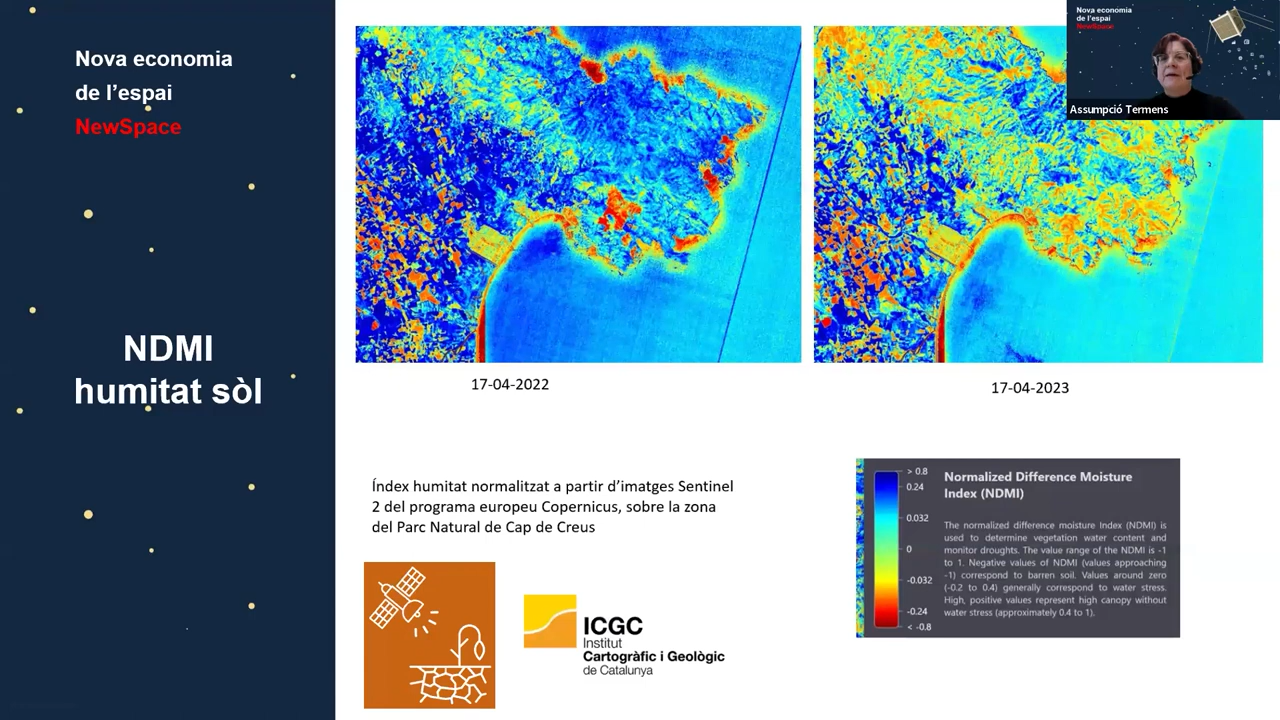 Nova economia
de l'espai
NewSpace
NDMI
humitat sòl
17-04-2022
17-04-2023
Nova economia
de l'espai
NewSpace
Assumpció Termens
Índex humitat normalitzat a partir d'imatges Sentinel
2 del programa europeu Copernicus, sobre la zona
del Parc Natural de Cap de Creus
ICGC
Institut
Cartogràfic i Geològic
de Catalunya
> 0.8
0.24
0.032
0
-0.032
-0.24
< -0.8
Normalized Difference Moisture
Index (NDMI)
The normalized difference moisture Index (NDMI) is
used to determine vegetation water content and
monitor droughts. The value range of the NDMI is -1
to 1. Negative values of NDMI (values approaching
-1) correspond to barren soil. Values around zero
(-0.2 to 0.4) generally correspond to water stress.
High, positive values represent high canopy without
water stress (approximately 0.4 to 1).